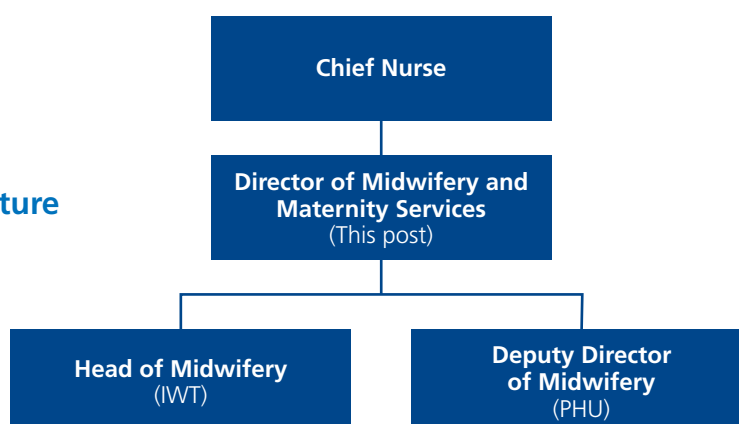 Chief Nurse
Director of Midwifery and
Maternity Services
(This post)
ture
Head of Midwifery
(IWT)
Deputy Director
of Midwifery
(PHU)